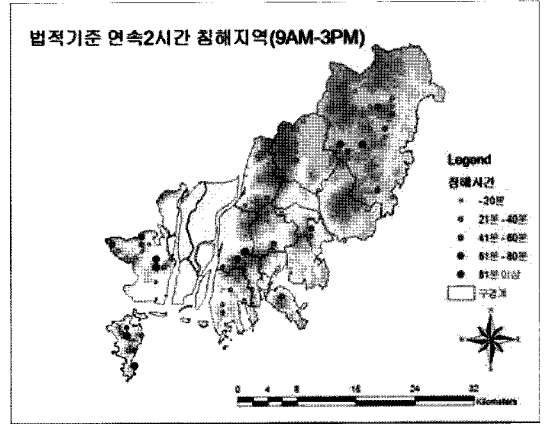 법적기준 연속2시간 침해지역(9AM-3PM)
Legend
침해시간
~20분
21분-40분
41분-60분
61분-80분
81분 이상
구경계
0 4 8 16 24 32
Kilometers